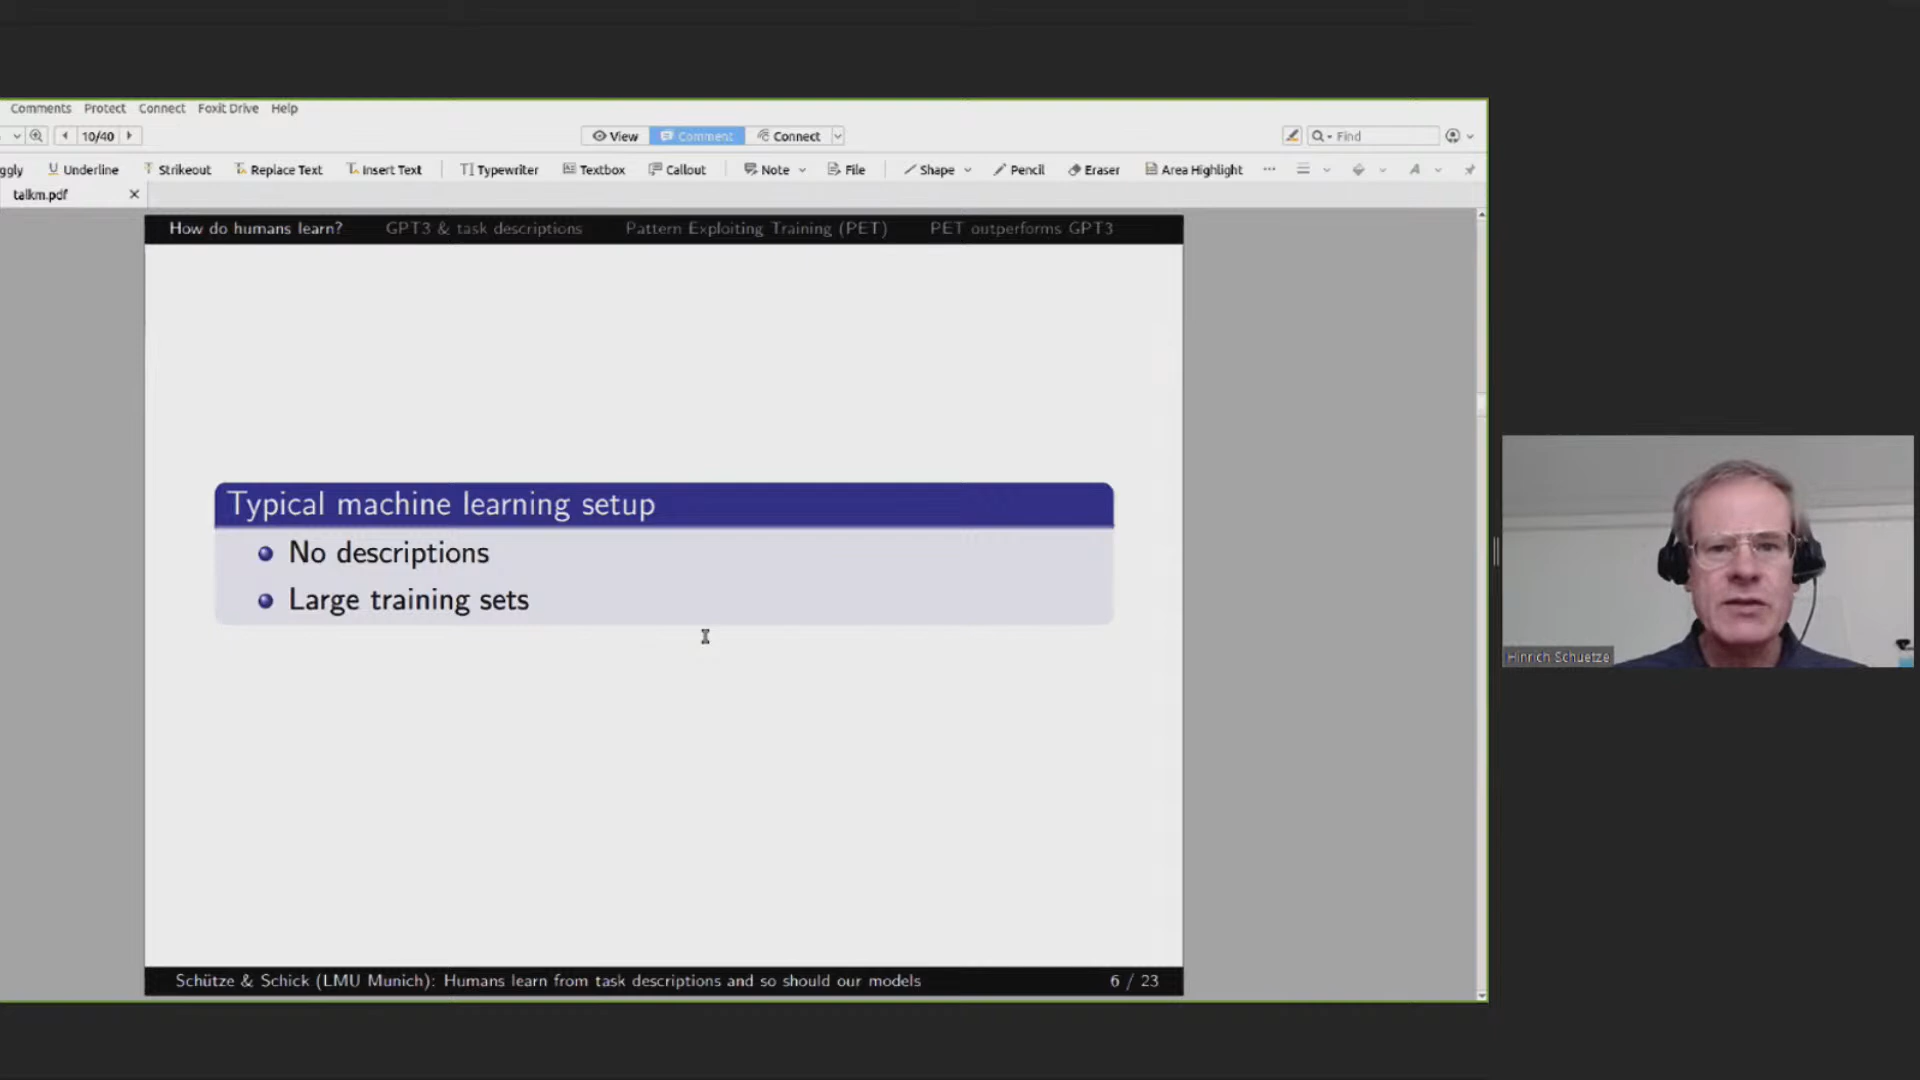 Comments Protect Connect Foxit Drive Help
10/40 View Comment Connect Find
ggly Underline Strikeout Replace Text Insert Text Typewriter Textbox Callout Note File Shape Pencil Eraser Area Highlight ...
talkm.pdf
How do humans learn? GPT3 & task descriptions Pattern Exploiting Training (PET) PET outperforms GPT3
Typical machine learning setup
No descriptions
Large training sets
Hinrich Schuetze
Schütze & Schick (LMU Munich): Humans learn from task descriptions and so should our models 6 / 23